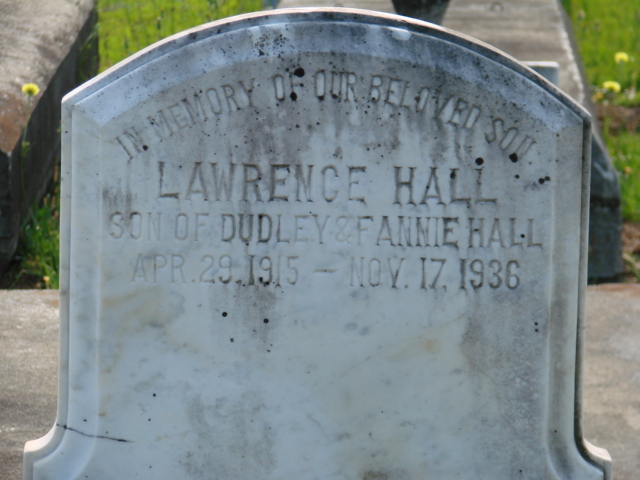 IN MEMORY OF OUR BELOVED SON
LAWRENCE HALL
SON OF DUDLEY & FANNIE HALL
APR. 29, 1915 – NOV. 17, 1936